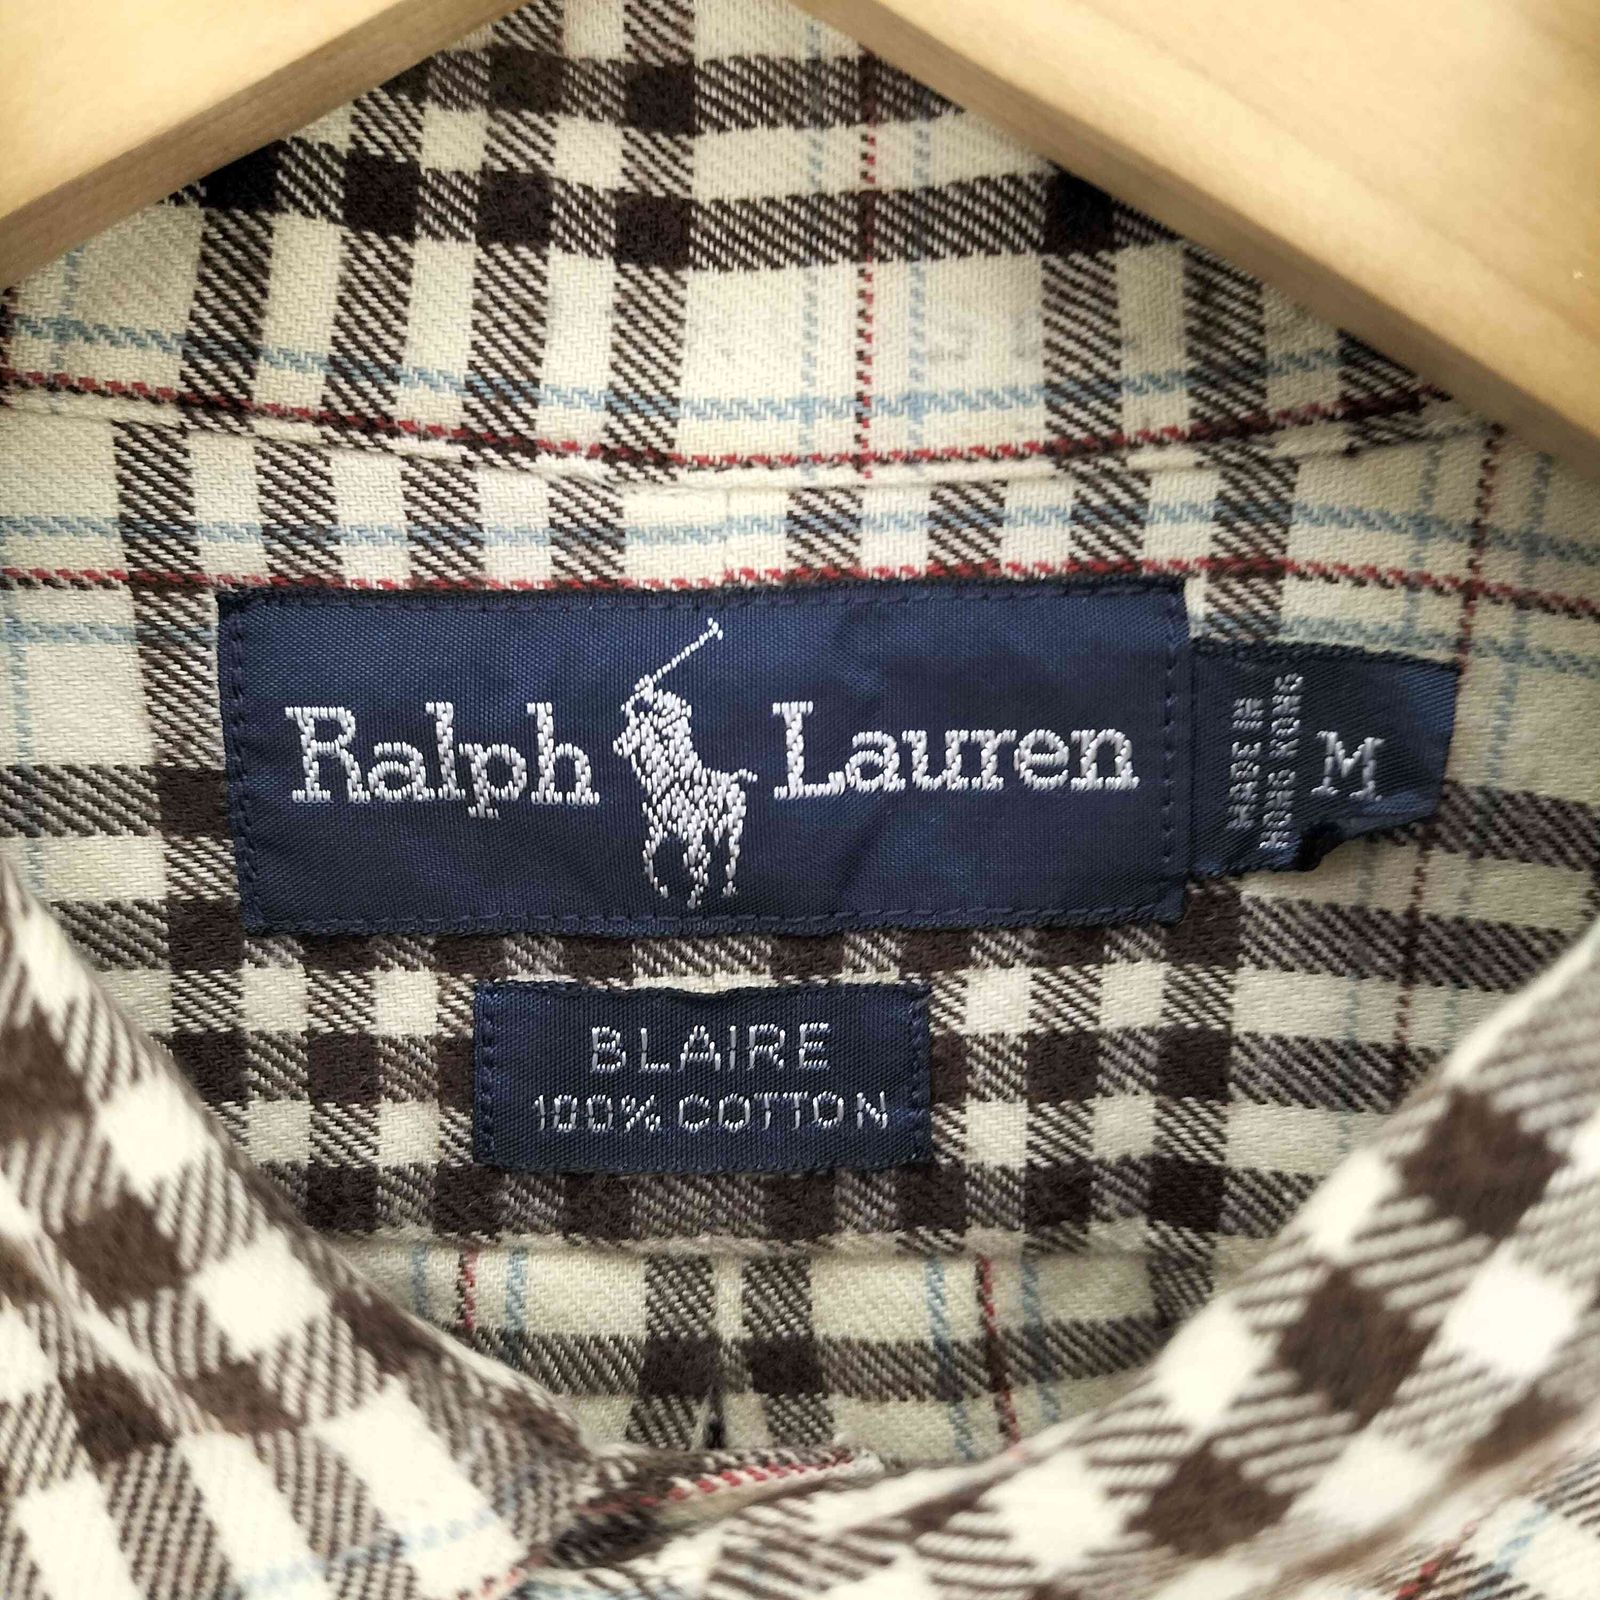 Ralph Lauren
MADE IN
HONG KONG
M
BLAIRE
100% COTTON